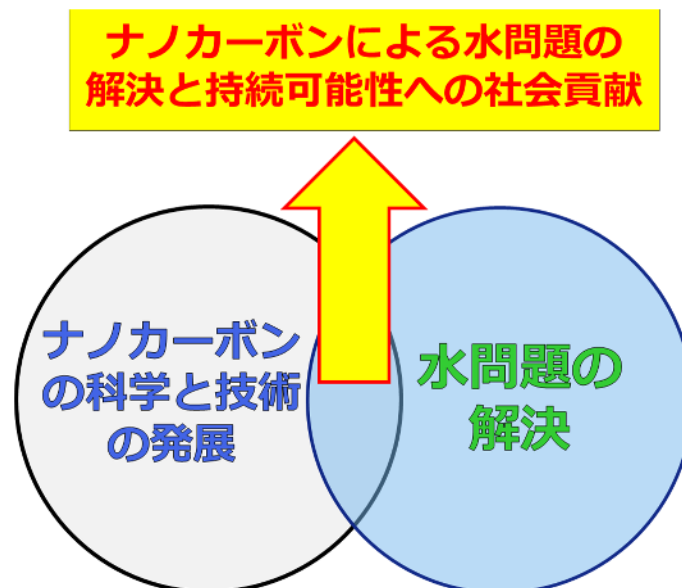 ナノカーボンによる水問題の
解決と持続可能性への社会貢献
ナノカーボン
の科学と技術
の発展
水問題の
解決